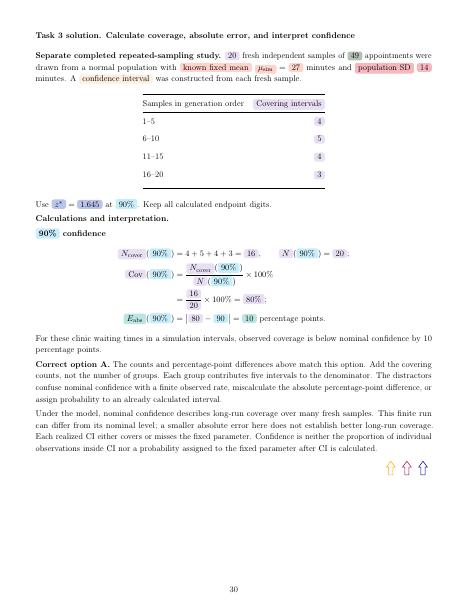 Task 3 solution. Calculate coverage, absolute error, and interpret confidence
Separate completed repeated-sampling study. 20 fresh independent samples of 49 appointments were
drawn from a normal population with known fixed mean μ_sim = 27 minutes and population SD 14
minutes. A confidence interval was constructed from each fresh sample.
Samples in generation order Covering intervals
1–5 4
6–10 5
11–15 4
16–20 3
Use z* = 1.645 at 90%. Keep all calculated endpoint digits.
Calculations and interpretation.
90% confidence
N_cover(90%) = 4 + 5 + 4 + 3 = 16, N(90%) = 20;
Cov(90%) = N_cover(90%) / N(90%) × 100%
= 16/20 × 100% = 80%;
E_abs(90%) = |80 − 90| = 10 percentage points.
For these clinic waiting times in a simulation intervals, observed coverage is below nominal confidence by 10
percentage points.
Correct option A. The counts and percentage-point differences above match this option. Add the covering
counts, not the number of groups. Each group contributes five intervals to the denominator. The distractors
confuse nominal confidence with a finite observed rate, miscalculate the absolute percentage-point difference, or
assign probability to an already calculated interval.
Under the model, nominal confidence describes long-run coverage over many fresh samples. This finite run
can differ from its nominal level; a smaller absolute error here does not establish better long-run coverage.
Each realized CI either covers or misses the fixed parameter. Confidence is neither the proportion of individual
observations inside CI nor a probability assigned to the fixed parameter after CI is calculated.
30